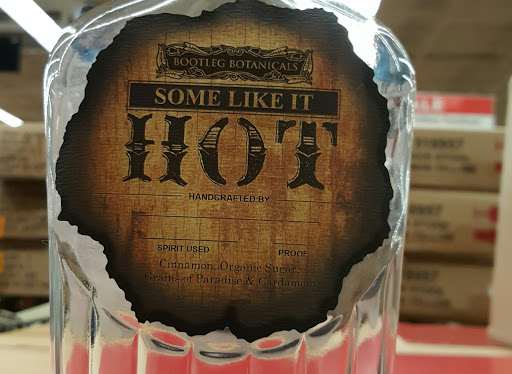 BOOTLEG BOTANICALS
SOME LIKE IT
HOT
HANDCRAFTED BY
SPIRIT USED
PROOF
Cinnamon, Organic Sugar,
Grains of Paradise & Cardamom